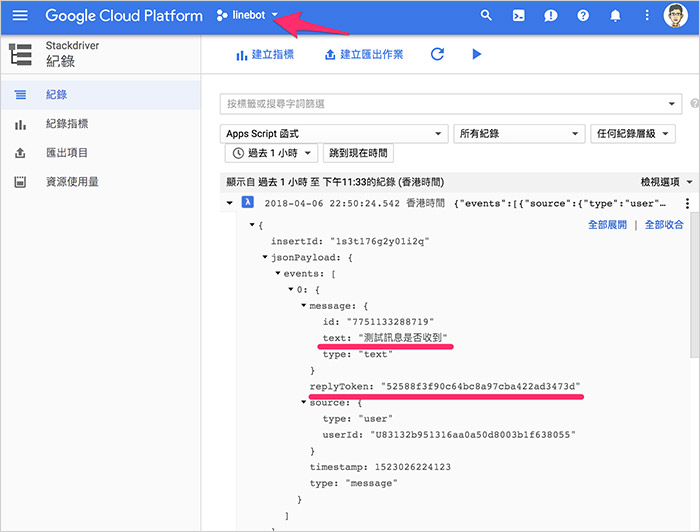 Google Cloud Platform linebot
Stackdriver
紀錄
建立指標 建立匯出作業
紀錄
紀錄指標
匯出項目
資源使用量
按標籤或搜尋字詞篩選
Apps Script 函式 所有紀錄 任何紀錄層級
過去 1 小時 跳到現在時間
顯示自 過去 1 小時 至 下午11:33的紀錄 (香港時間) 檢視選項
2018-04-06 22:50:24.542 香港時間 {"events":[{"source":{"type":"user"…
全部展開 | 全部收合
{
insertId: "1s3t176g2y01i2q"
jsonPayload: {
events: [
0: {
message: {
id: "7751133288719"
text: "測試訊息是否收到"
type: "text"
}
replyToken: "52588f3f90c64bc8a97cba422ad3473d"
source: {
type: "user"
userId: "U83132b951316aa0a50d8003b1f638055"
}
timestamp: 1523026224123
type: "message"
}
]